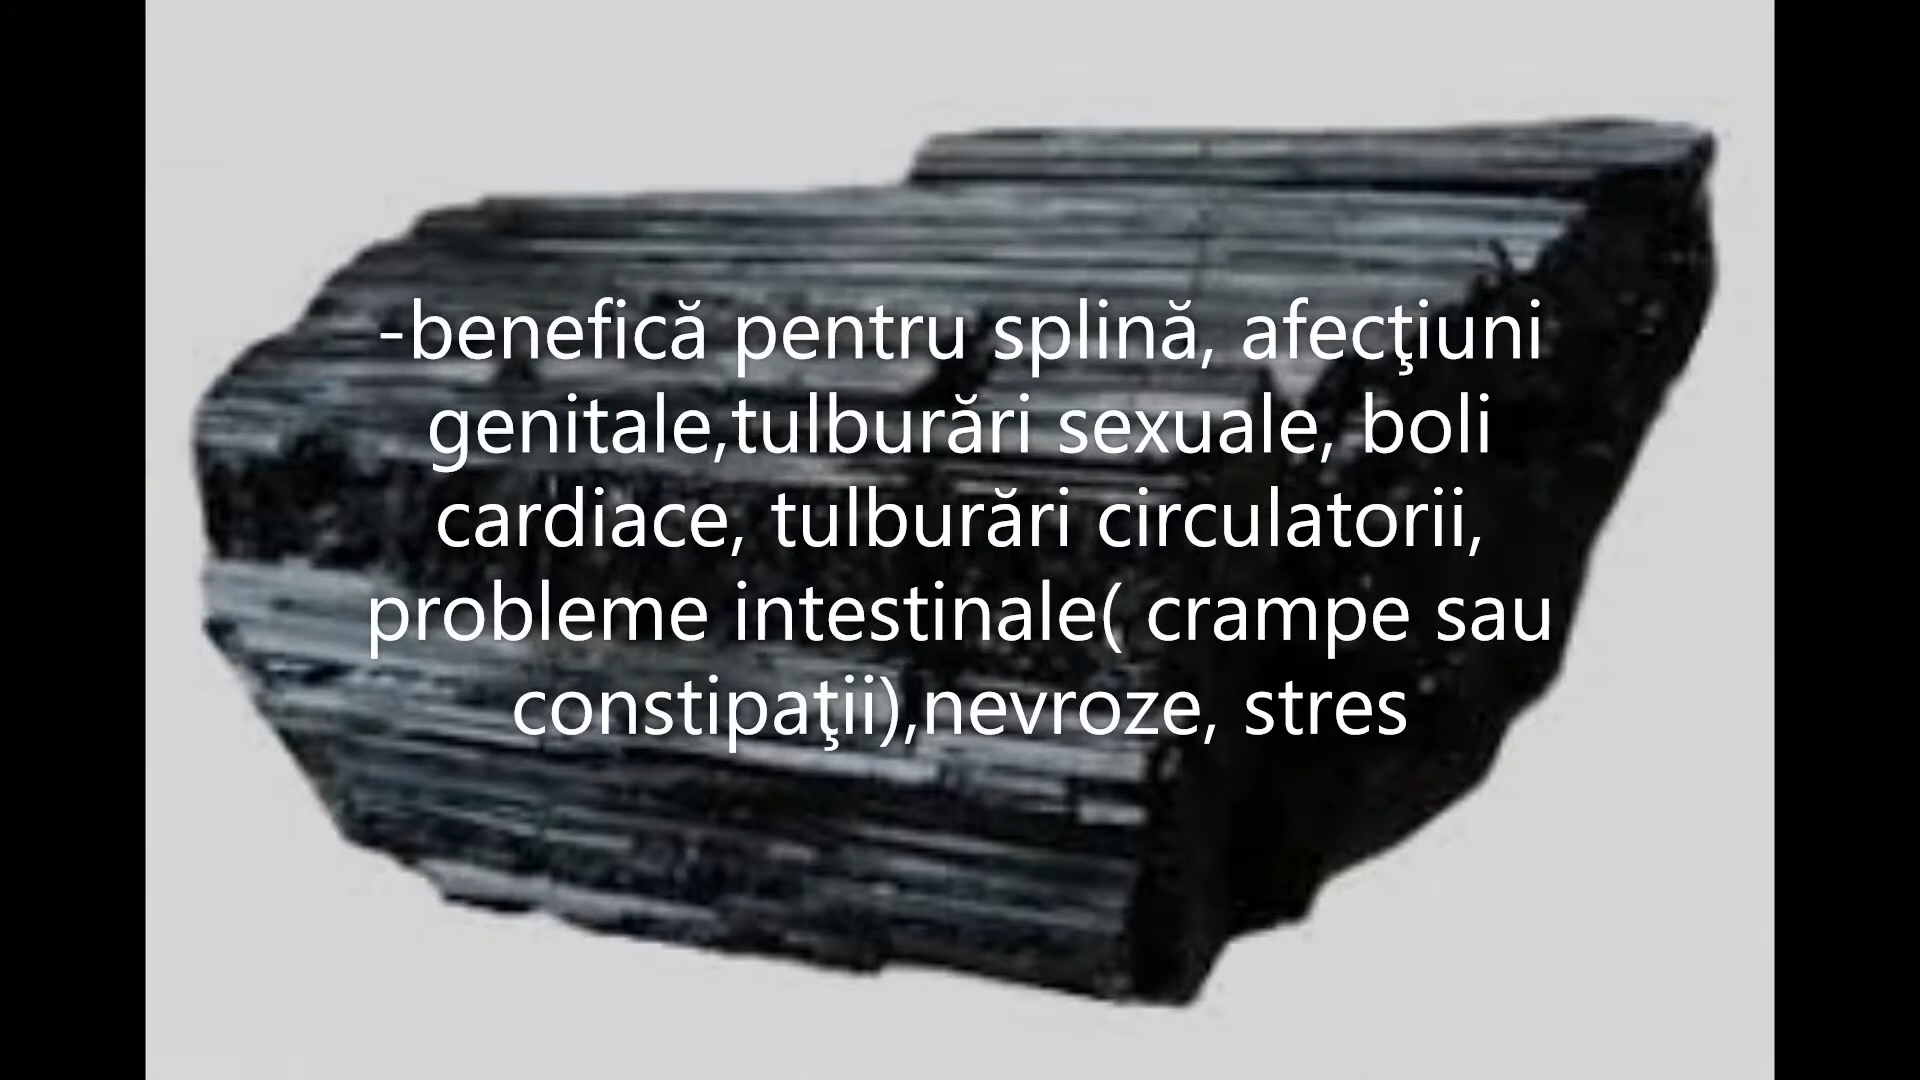 -benefică pentru splină, afecţiuni
genitale,tulburări sexuale, boli
cardiace, tulburări circulatorii,
probleme intestinale( crampe sau
constipaţii),nevroze, stres